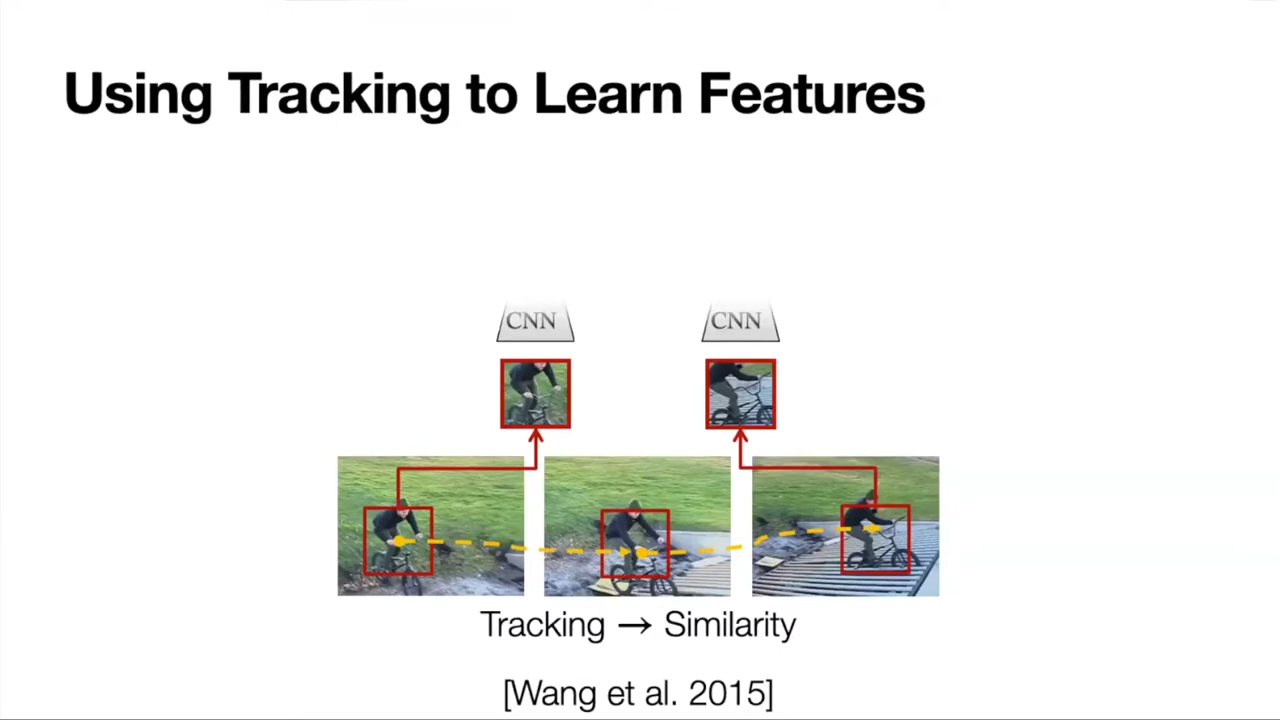 Using Tracking to Learn Features
CNN CNN
Tracking → Similarity
[Wang et al. 2015]